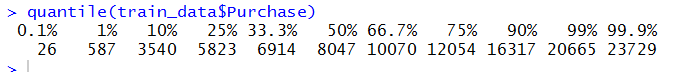 > quantile(train_data$Purchase)
0.1% 1% 10% 25% 33.3% 50% 66.7% 75% 90% 99% 99.9%
26 587 3540 5823 6914 8047 10070 12054 16317 20665 23729
>